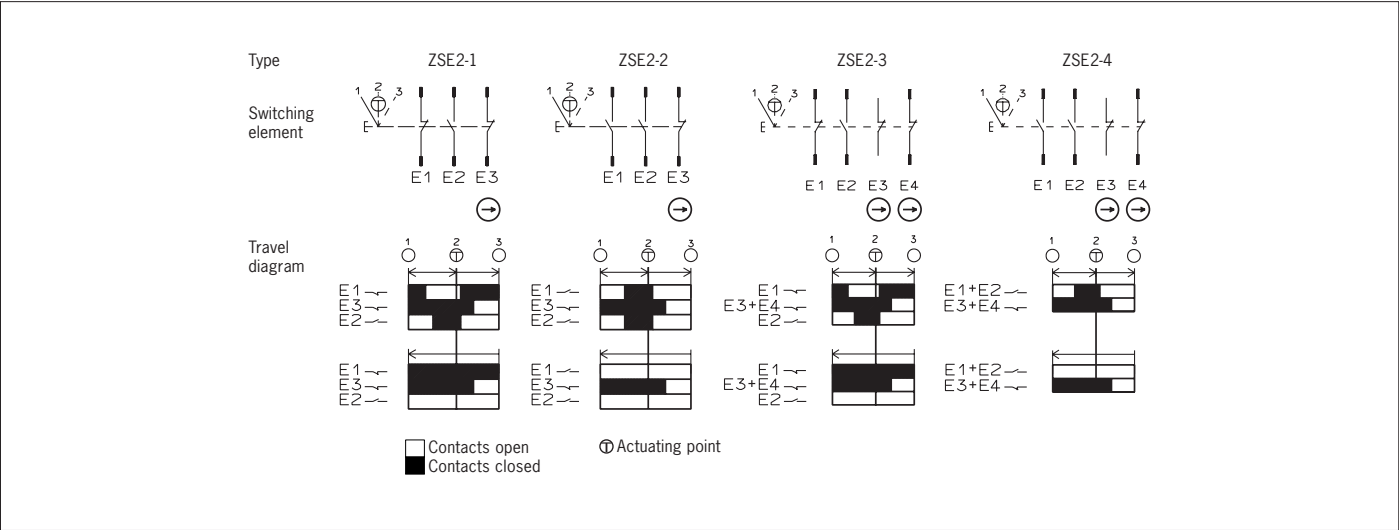 Type ZSE2-1 ZSE2-2 ZSE2-3 ZSE2-4
1 2 3 1 2 3 1 2 3 1 2 3
Switching
element
E1 E2 E3 E1 E2 E3 E1 E2 E3 E4 E1 E2 E3 E4
Travel
diagram
1 2 3 1 2 3 1 2 3 1 2 3
E1 E1 E1 E1+E2
E3 E3 E3+E4 E3+E4
E2 E2 E2
E1 E1 E1 E1+E2
E3 E3 E3+E4 E3+E4
E2 E2 E2
Contacts open T Actuating point
Contacts closed